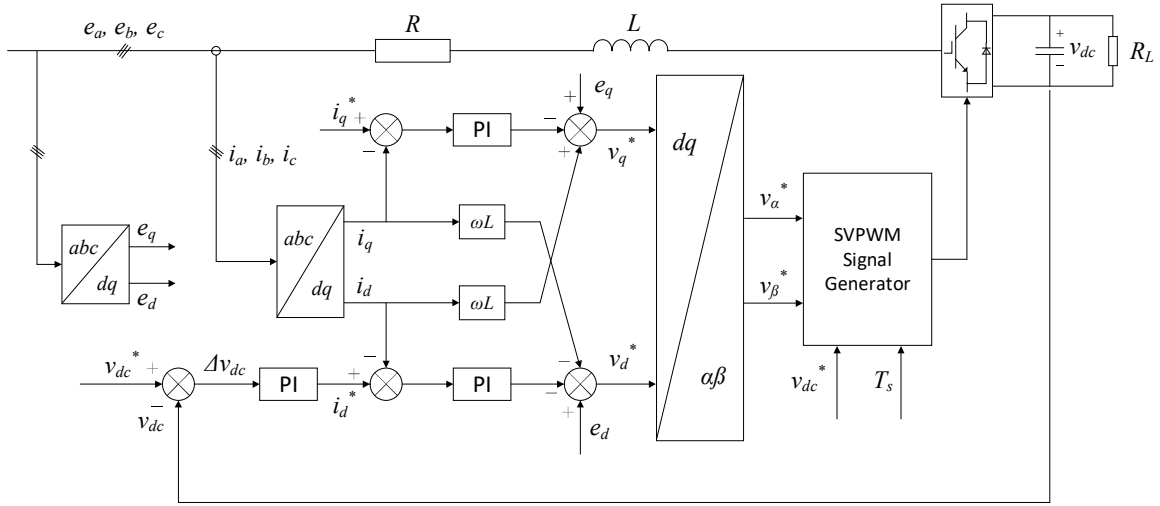 e_a, e_b, e_c
R
L
+
v_dc
−
R_L
e_q
+
i_q^*
+
−
PI
−
+
v_q^*
dq
αβ
i_a, i_b, i_c
abc
dq
e_q
e_d
abc
dq
i_q
i_d
ωL
ωL
v_α^*
v_β^*
SVPWM
Signal
Generator
v_dc^*
T_s
v_dc^*
+
−
v_dc
Δv_dc
PI
−
+
i_d^*
PI
−
−
+
v_d^*
e_d